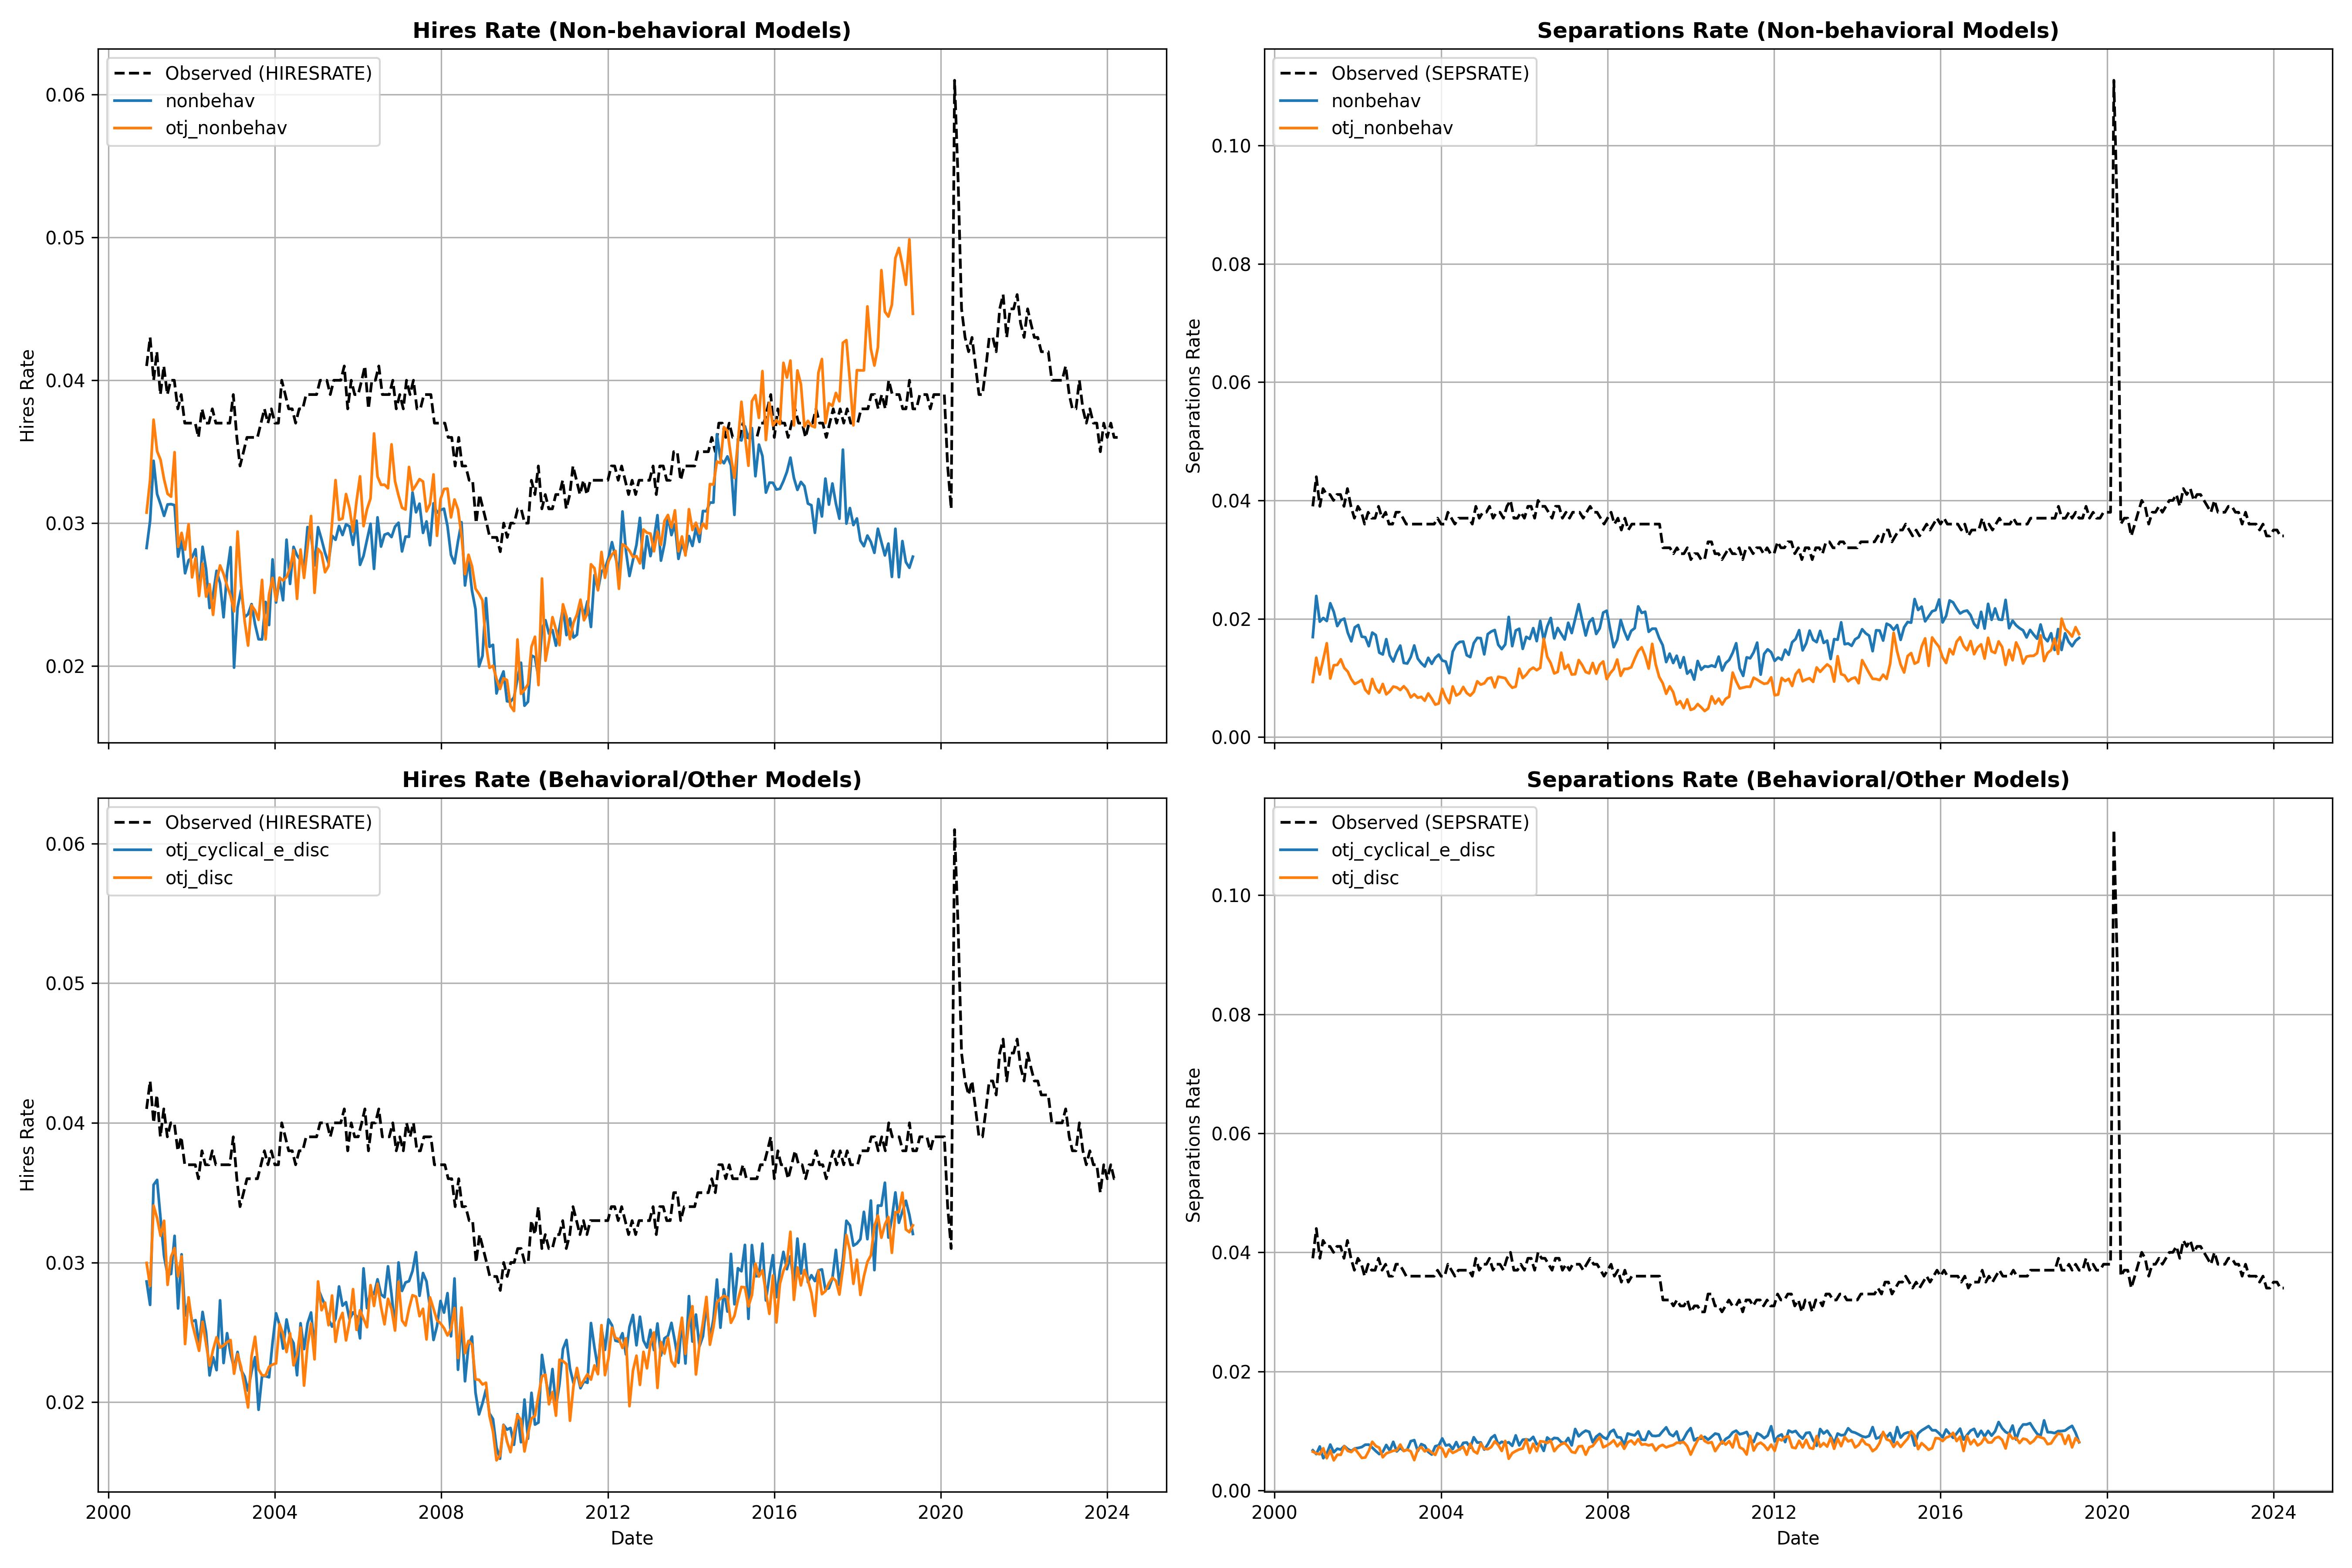 Hires Rate (Non-behavioral Models)
Observed (HIRESRATE)
nonbehav
otj_nonbehav
0.06
0.05
0.04
0.03
0.02
Hires Rate
Separations Rate (Non-behavioral Models)
Observed (SEPSRATE)
nonbehav
otj_nonbehav
0.10
0.08
0.06
0.04
0.02
0.00
Separations Rate
Hires Rate (Behavioral/Other Models)
Observed (HIRESRATE)
otj_cyclical_e_disc
otj_disc
0.06
0.05
0.04
0.03
0.02
Hires Rate
2000 2004 2008 2012 2016 2020 2024
Date
Separations Rate (Behavioral/Other Models)
Observed (SEPSRATE)
otj_cyclical_e_disc
otj_disc
0.10
0.08
0.06
0.04
0.02
0.00
Separations Rate
2000 2004 2008 2012 2016 2020 2024
Date